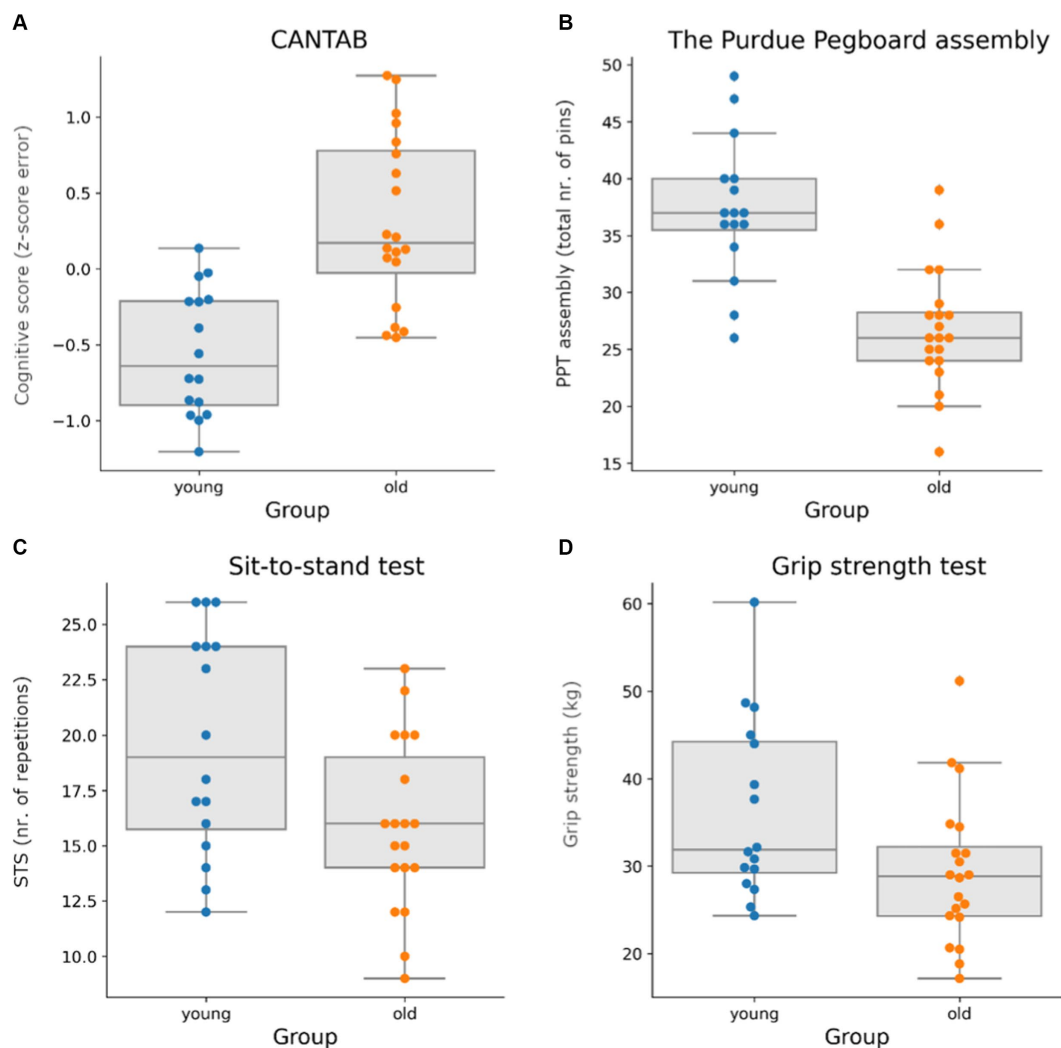 A
CANTAB
Cognitive score (z-score error)
1.0
0.5
0.0
−0.5
−1.0
young
old
Group
B
The Purdue Pegboard assembly
PPT assembly (total nr. of pins)
50
45
40
35
30
25
20
15
young
old
Group
C
Sit-to-stand test
STS (nr. of repetitions)
25.0
22.5
20.0
17.5
15.0
12.5
10.0
young
old
Group
D
Grip strength test
Grip strength (kg)
60
50
40
30
20
young
old
Group